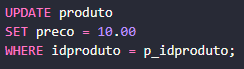 UPDATE produto
SET preco = 10.00
WHERE idproduto = p_idproduto;